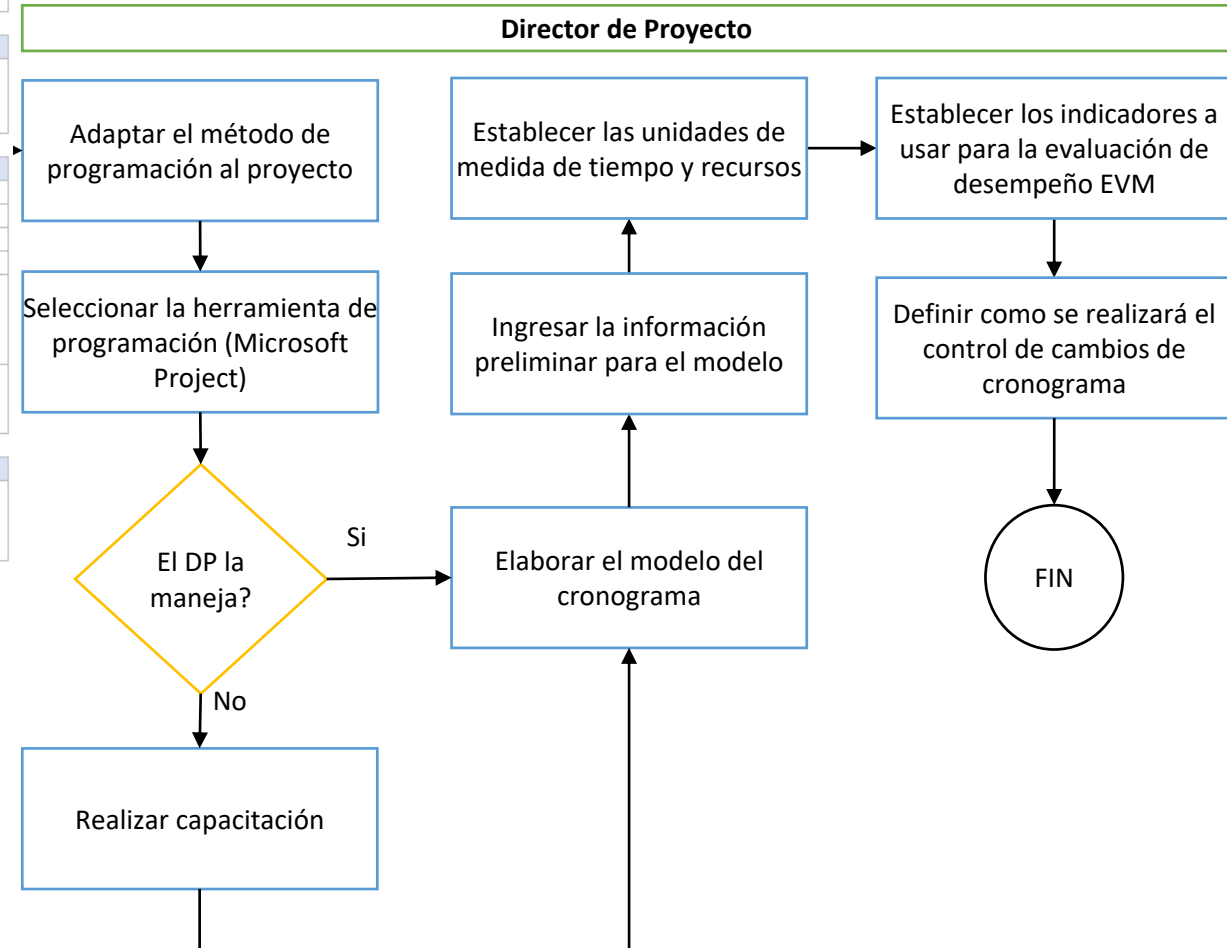 Director de Proyecto
Adaptar el método de
programación al proyecto
Seleccionar la herramienta de
programación (Microsoft
Project)
El DP la
maneja?
Si
No
Realizar capacitación
Elaborar el modelo del
cronograma
Ingresar la información
preliminar para el modelo
Establecer las unidades de
medida de tiempo y recursos
Establecer los indicadores a
usar para la evaluación de
desempeño EVM
Definir como se realizará el
control de cambios de
cronograma
FIN